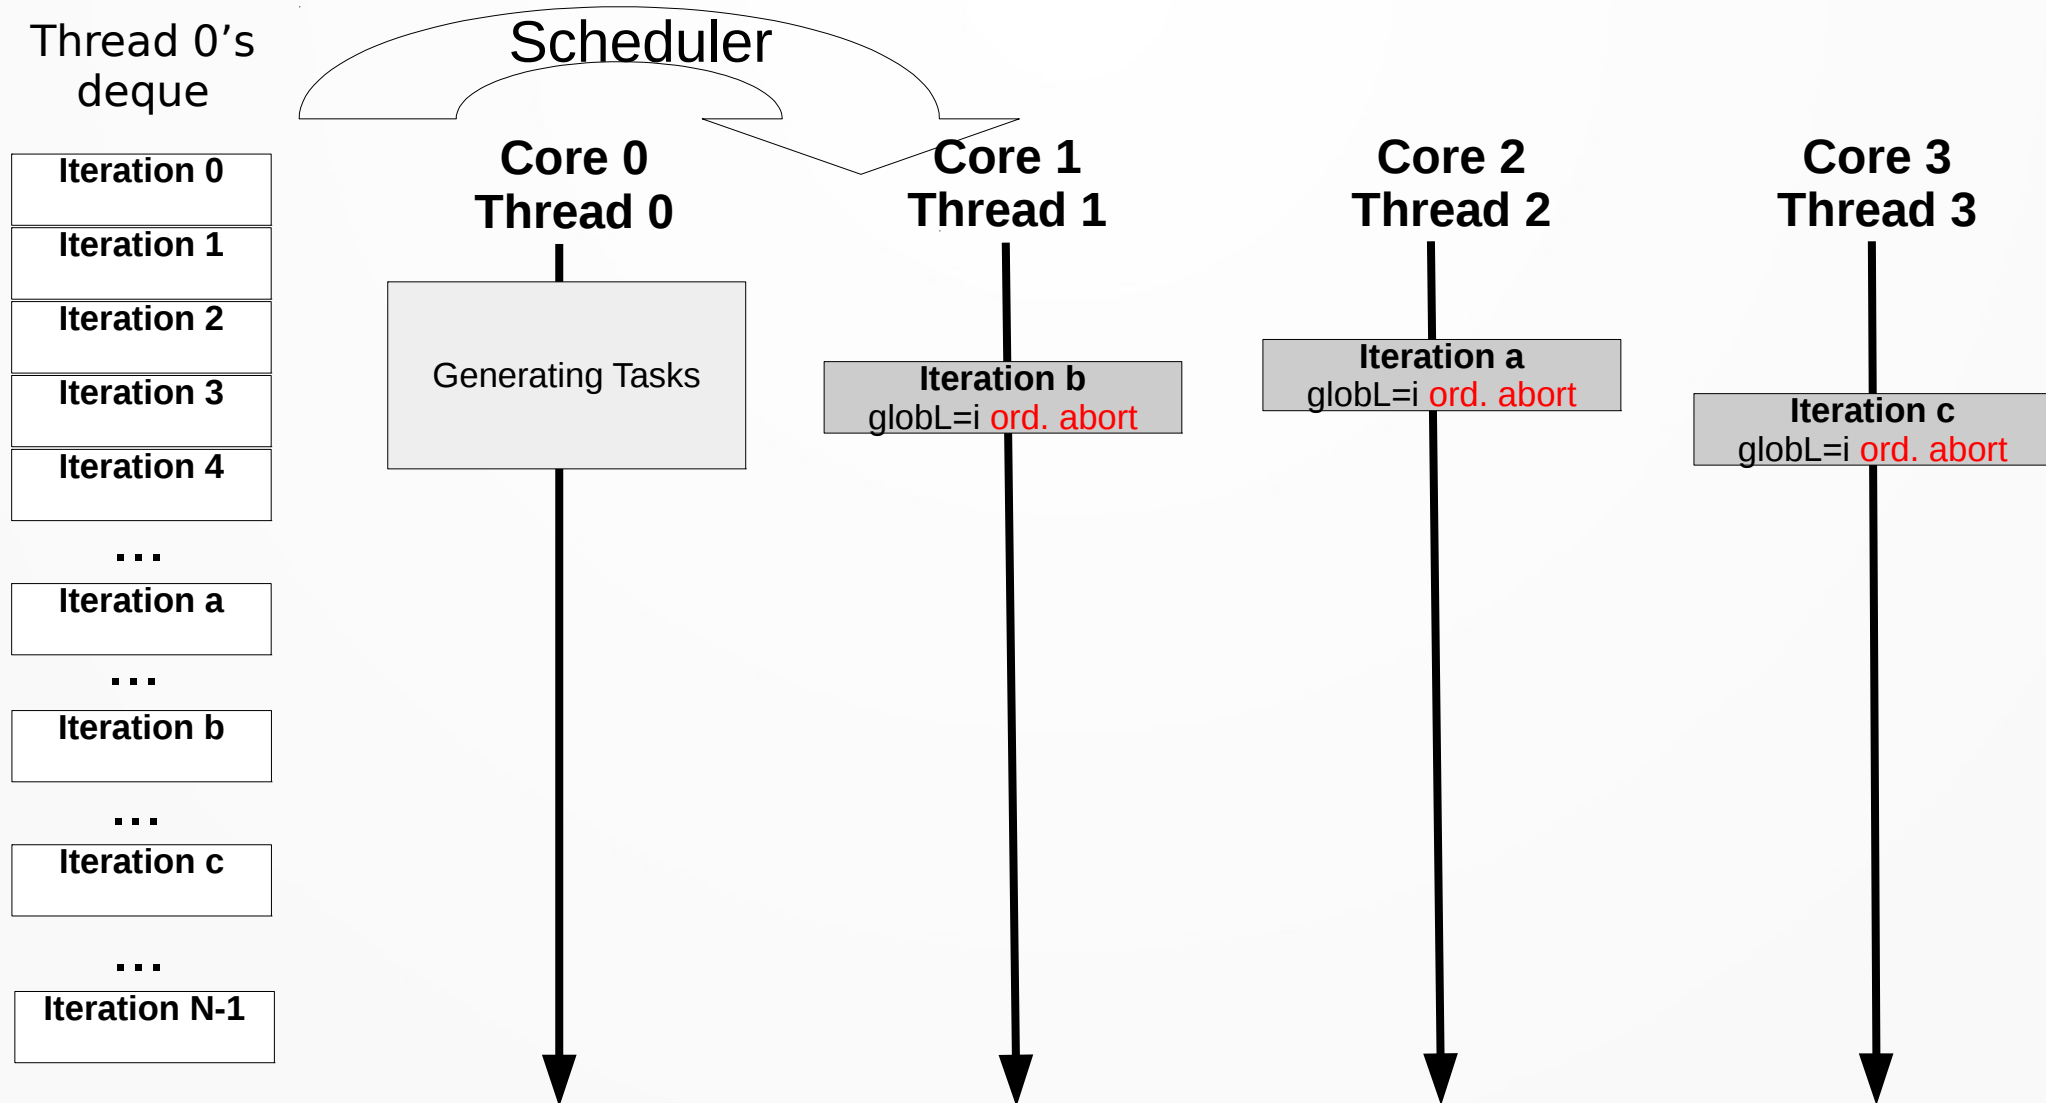 Thread 0’s
deque
Scheduler
Iteration 0
Iteration 1
Iteration 2
Iteration 3
Iteration 4
...
Iteration a
...
Iteration b
...
Iteration c
...
Iteration N-1
Core 0
Thread 0
Generating Tasks
Core 1
Thread 1
Iteration b
globL=i ord. abort
Core 2
Thread 2
Iteration a
globL=i ord. abort
Core 3
Thread 3
Iteration c
globL=i ord. abort